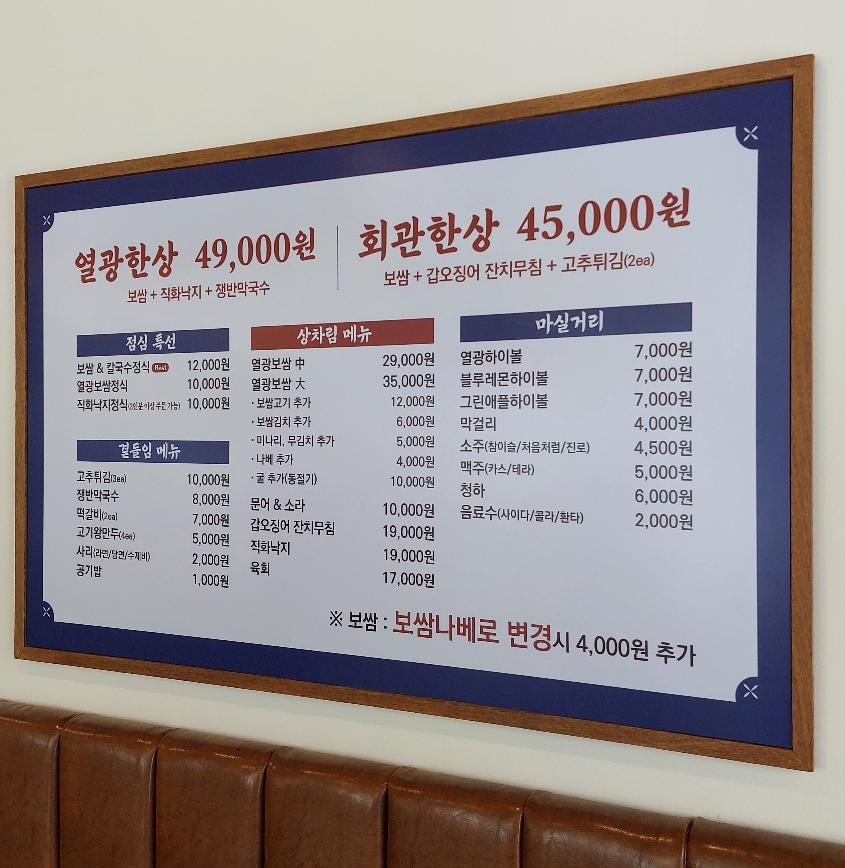 열광한상 49,000원
보쌈 + 직화낙지 + 쟁반막국수
회관한상 45,000원
보쌈 + 갑오징어 잔치무침 + 고추튀김(2ea)
점심 특선
보쌈 & 칼국수정식 Best 12,000원
열광보쌈정식 10,000원
직화낙지정식(2인분 이상 주문 가능) 10,000원
곁들임 메뉴
고추튀김(3ea) 10,000원
쟁반막국수 8,000원
떡갈비(2ea) 7,000원
고기왕만두(4ea) 5,000원
사리(라면/당면/수제비) 2,000원
공기밥 1,000원
상차림 메뉴
열광보쌈 中 29,000원
열광보쌈 大 35,000원
· 보쌈고기 추가 12,000원
· 보쌈김치 추가 6,000원
· 미나리, 무김치 추가 5,000원
· 나베 추가 4,000원
· 굴 추가(동절기) 10,000원
문어 & 소라 10,000원
갑오징어 잔치무침 19,000원
직화낙지 19,000원
육회 17,000원
마실거리
열광하이볼 7,000원
블루레몬하이볼 7,000원
그린애플하이볼 7,000원
막걸리 4,000원
소주(참이슬/처음처럼/진로) 4,500원
맥주(카스/테라) 5,000원
청하 6,000원
음료수(사이다/콜라/환타) 2,000원
※ 보쌈 : 보쌈나베로 변경시 4,000원 추가